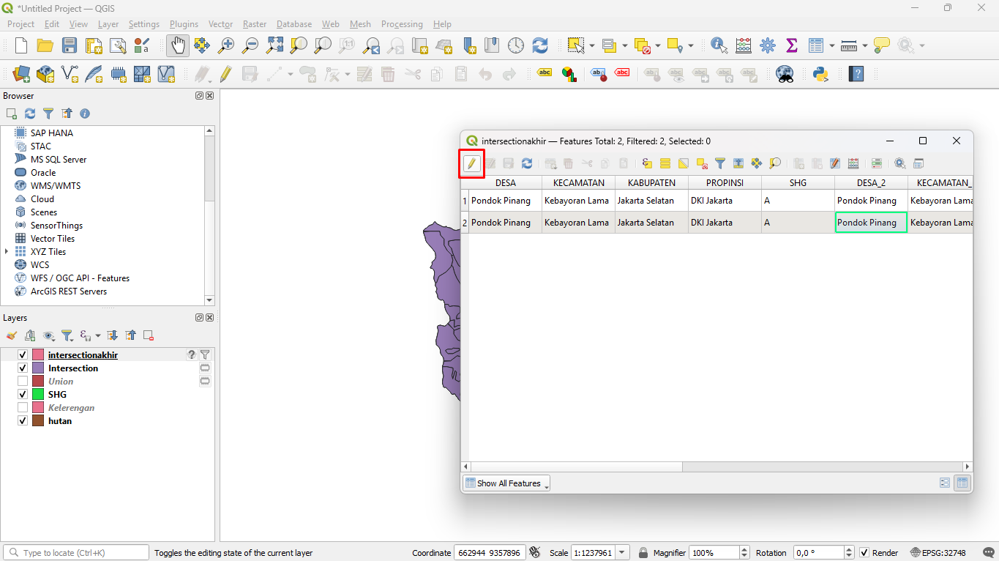 *Untitled Project — QGIS
Project Edit View Layer Settings Plugins Vector Raster Database Web Mesh Processing Help
Browser
SAP HANA
STAC
MS SQL Server
Oracle
WMS/WMTS
Cloud
Scenes
SensorThings
Vector Tiles
XYZ Tiles
WCS
WFS / OGC API - Features
ArcGIS REST Servers
Layers
intersectionakhir
Intersection
Union
SHG
Kelerengan
hutan
intersectionakhir — Features Total: 2, Filtered: 2, Selected: 0
DESA KECAMATAN KABUPATEN PROPINSI SHG DESA_2 KECAMATAN_
1 Pondok Pinang Kebayoran Lama Jakarta Selatan DKI Jakarta A Pondok Pinang Kebayoran Lama
2 Pondok Pinang Kebayoran Lama Jakarta Selatan DKI Jakarta A Pondok Pinang Kebayoran Lama
Show All Features
Type to locate (Ctrl+K) Toggles the editing state of the current layer Coordinate 662944 9357896 Scale 1:1237961 Magnifier 100% Rotation 0,0 ° Render EPSG:32748